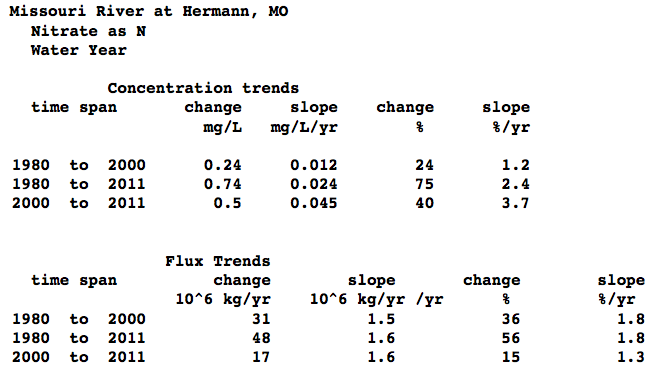 Missouri River at Hermann, MO
Nitrate as N
Water Year
Concentration trends
time span change slope change slope
mg/L mg/L/yr % %/yr
1980 to 2000 0.24 0.012 24 1.2
1980 to 2011 0.74 0.024 75 2.4
2000 to 2011 0.5 0.045 40 3.7
Flux Trends
time span change slope change slope
10^6 kg/yr 10^6 kg/yr /yr % %/yr
1980 to 2000 31 1.5 36 1.8
1980 to 2011 48 1.6 56 1.8
2000 to 2011 17 1.6 15 1.3